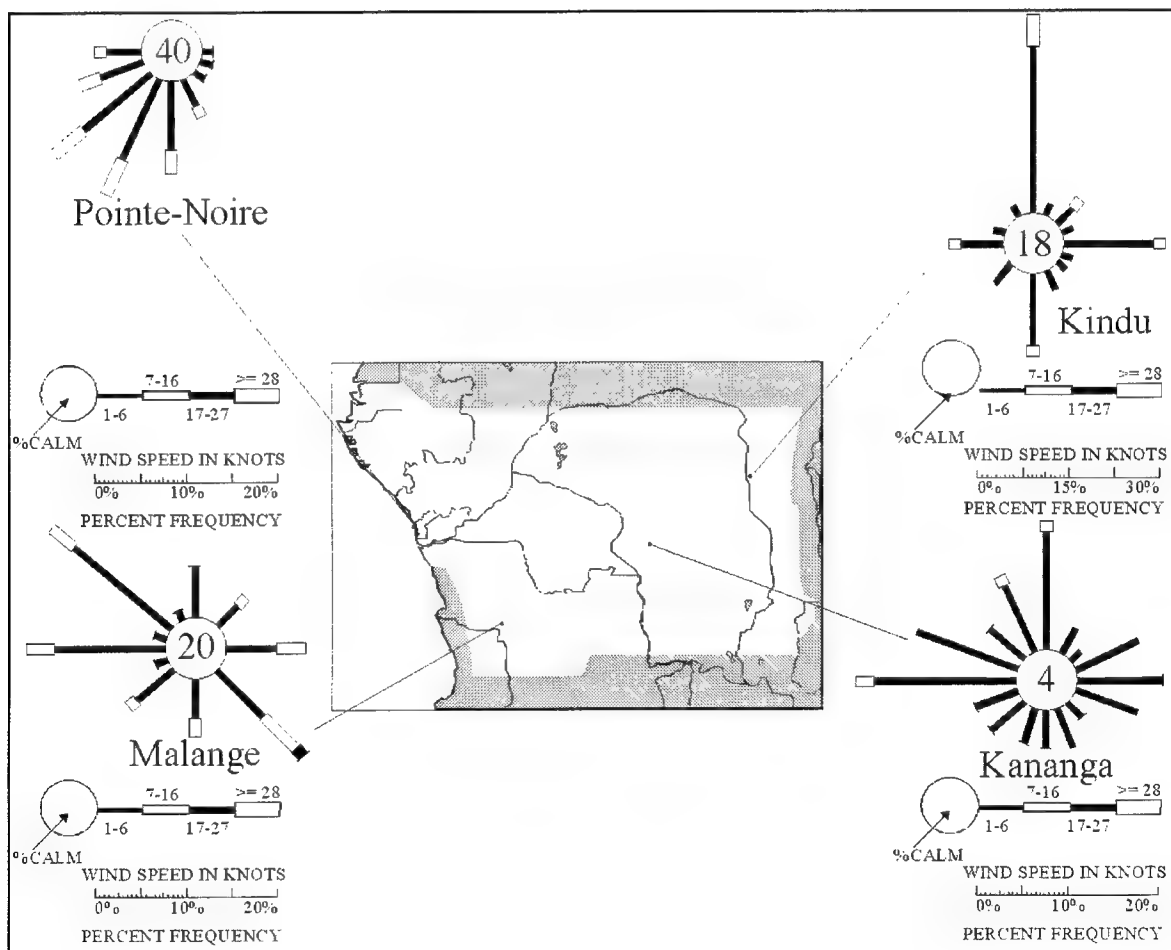 40
Pointe-Noire
18
Kindu
7-16 >= 28
1-6 17-27
%CALM
WIND SPEED IN KNOTS
0% 10% 20%
PERCENT FREQUENCY
7-16 >= 28
1-6 17-27
%CALM
WIND SPEED IN KNOTS
0% 15% 30%
PERCENT FREQUENCY
20
Malange
4
Kananga
7-16 >= 28
1-6 17-27
%CALM
WIND SPEED IN KNOTS
0% 10% 20%
PERCENT FREQUENCY
7-16 >= 28
1-6 17-27
%CALM
WIND SPEED IN KNOTS
0% 10% 20%
PERCENT FREQUENCY